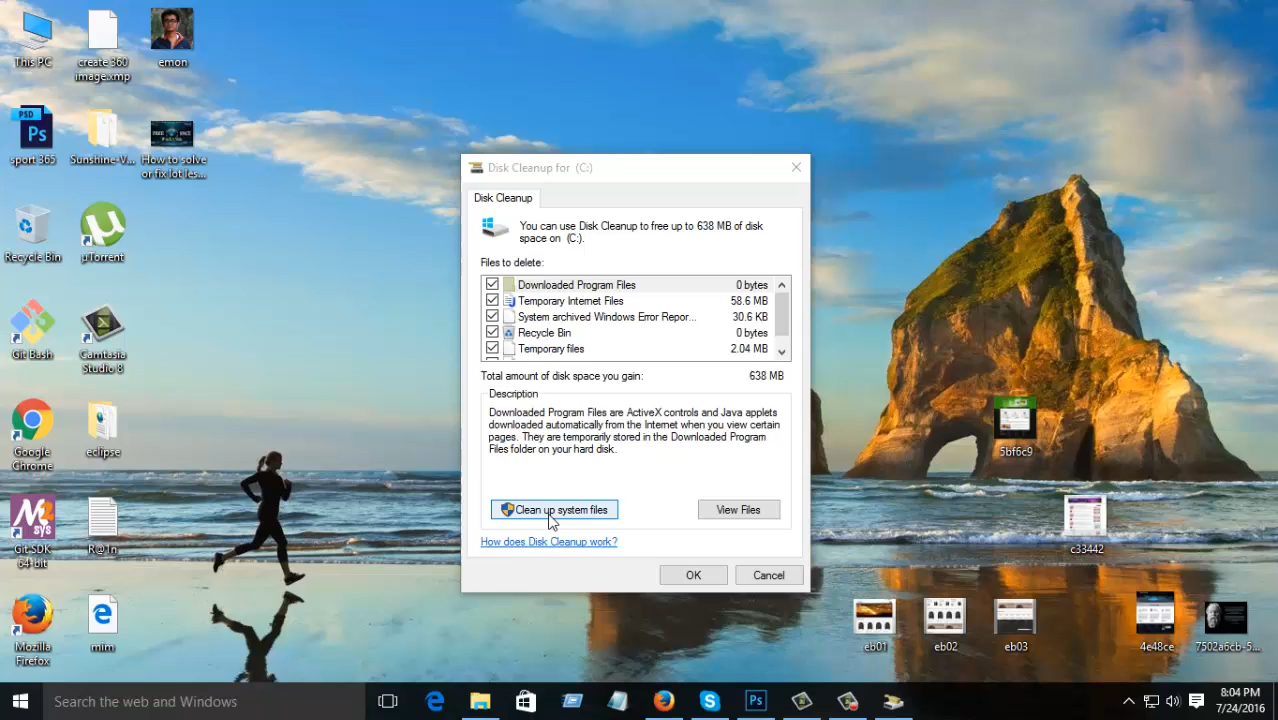 This PC
create 360
image.xmp
emon
PSD
Ps
sport 365
Sunshine-V...
How to solve
or fix lot les...
Recycle Bin
µTorrent
Git Bash
Camtasia
Studio 8
Google
Chrome
eclipse
sys
Git SDK
64-bit
R@!n
Mozilla
Firefox
mim
Disk Cleanup for (C:)
Disk Cleanup
You can use Disk Cleanup to free up to 638 MB of disk
space on (C:).
Files to delete:
Downloaded Program Files 0 bytes
Temporary Internet Files 58.6 MB
System archived Windows Error Repor... 30.6 KB
Recycle Bin 0 bytes
Temporary files 2.04 MB
Total amount of disk space you gain: 638 MB
Description
Downloaded Program Files are ActiveX controls and Java applets
downloaded automatically from the Internet when you view certain
pages. They are temporarily stored in the Downloaded Program
Files folder on your hard disk.
Clean up system files
View Files
How does Disk Cleanup work?
OK
Cancel
5bf6c9
c33442
eb01
eb02
eb03
4e48ce
7502a6cb-5...
Search the web and Windows
Ps
8:04 PM
7/24/2016